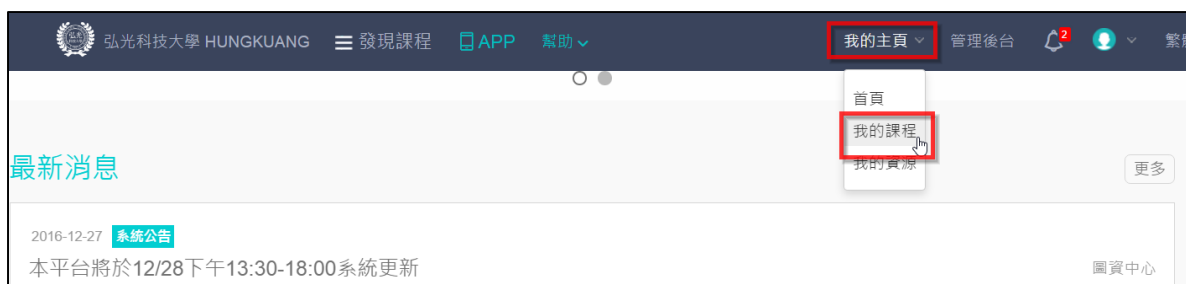 弘光科技大學 HUNGKUANG 發現課程 APP 幫助 我的主頁 管理後台 2
首頁
我的課程
我的資源
最新消息
更多
2016-12-27 系統公告
本平台將於12/28下午13:30-18:00系統更新
圖資中心